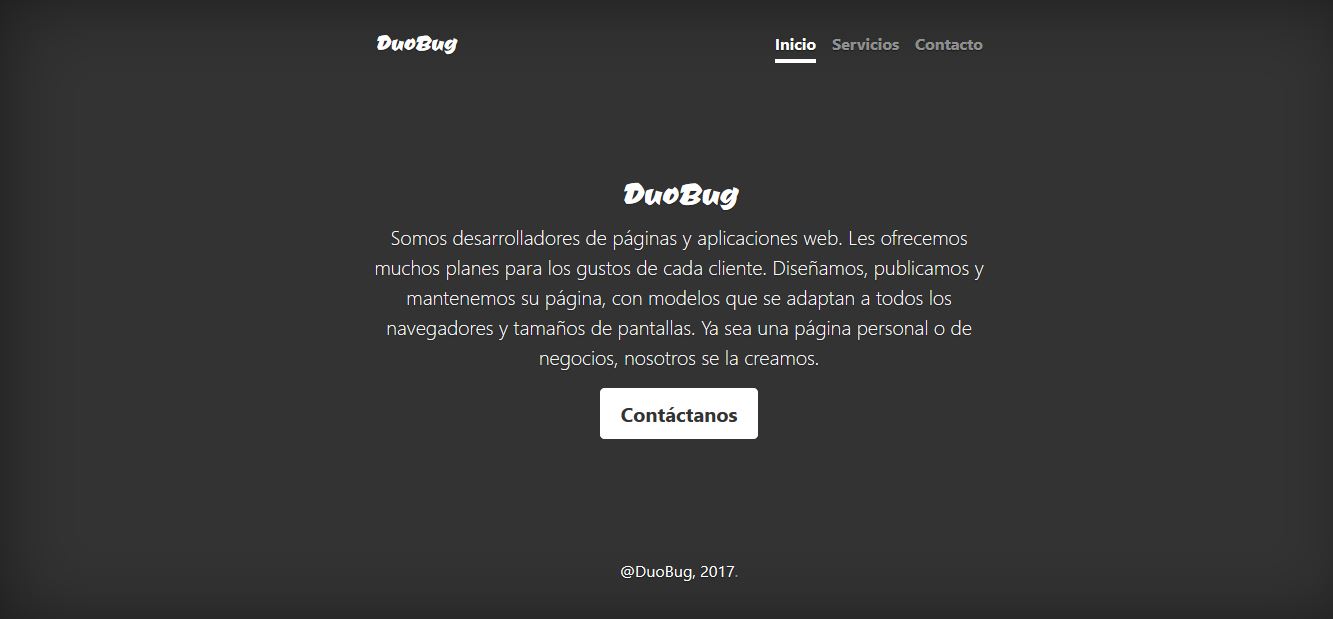 DuoBug
Inicio Servicios Contacto
DuoBug
Somos desarrolladores de páginas y aplicaciones web. Les ofrecemos
muchos planes para los gustos de cada cliente. Diseñamos, publicamos y
mantenemos su página, con modelos que se adaptan a todos los
navegadores y tamaños de pantallas. Ya sea una página personal o de
negocios, nosotros se la creamos.
Contáctanos
@DuoBug, 2017.